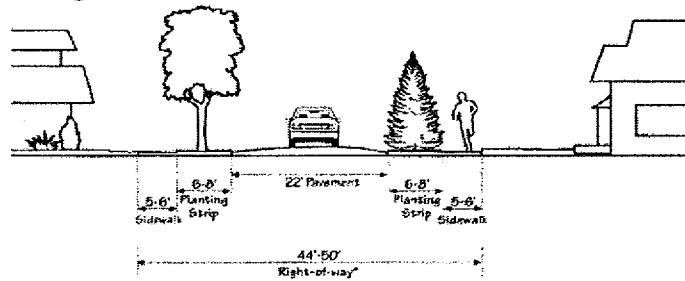 5-6'
Sidewalk
6-8'
Planting
Strip
22' Pavement
6-8'
Planting
Strip
5-6'
Sidewalk
44'-50'
Right-of-way*